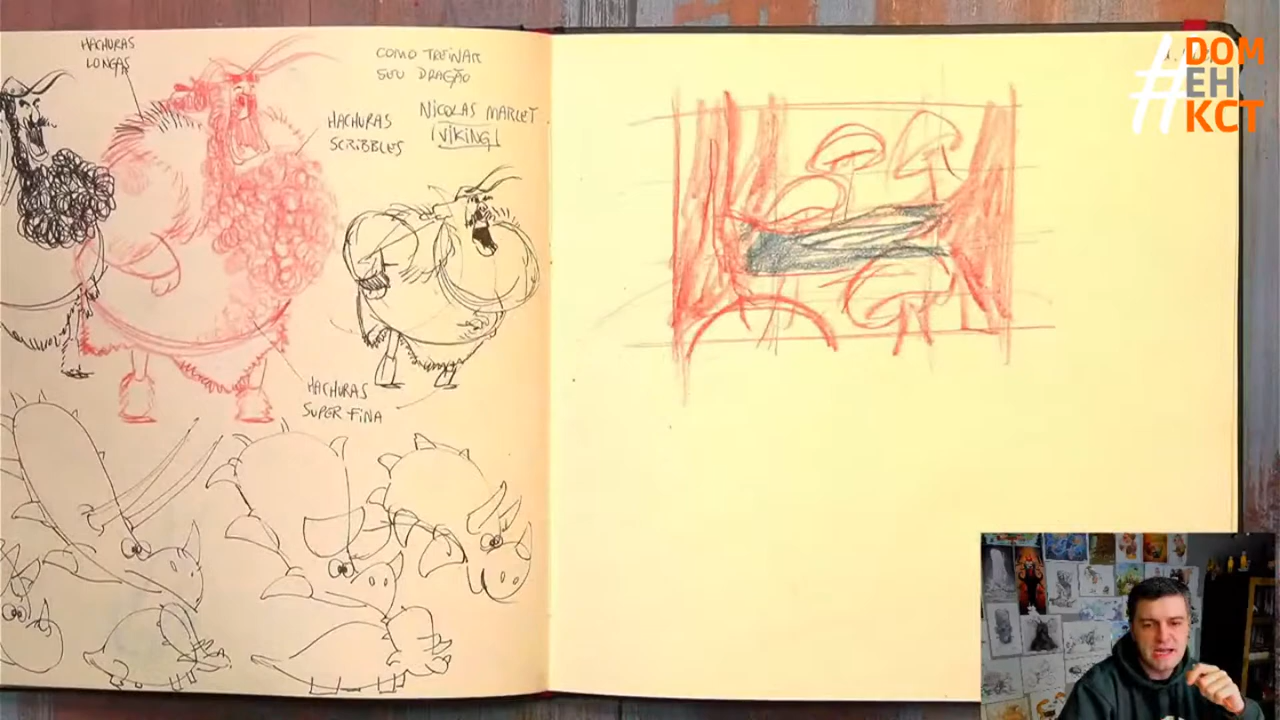 HACHURAS
LONGAS
COMO TREINAR
SEU DRAGÃO
NICOLAS MARLET
(VIKING)
HACHURAS
SCRIBBLES
HACHURAS
SUPER FINA
#DOM
EH
KCT